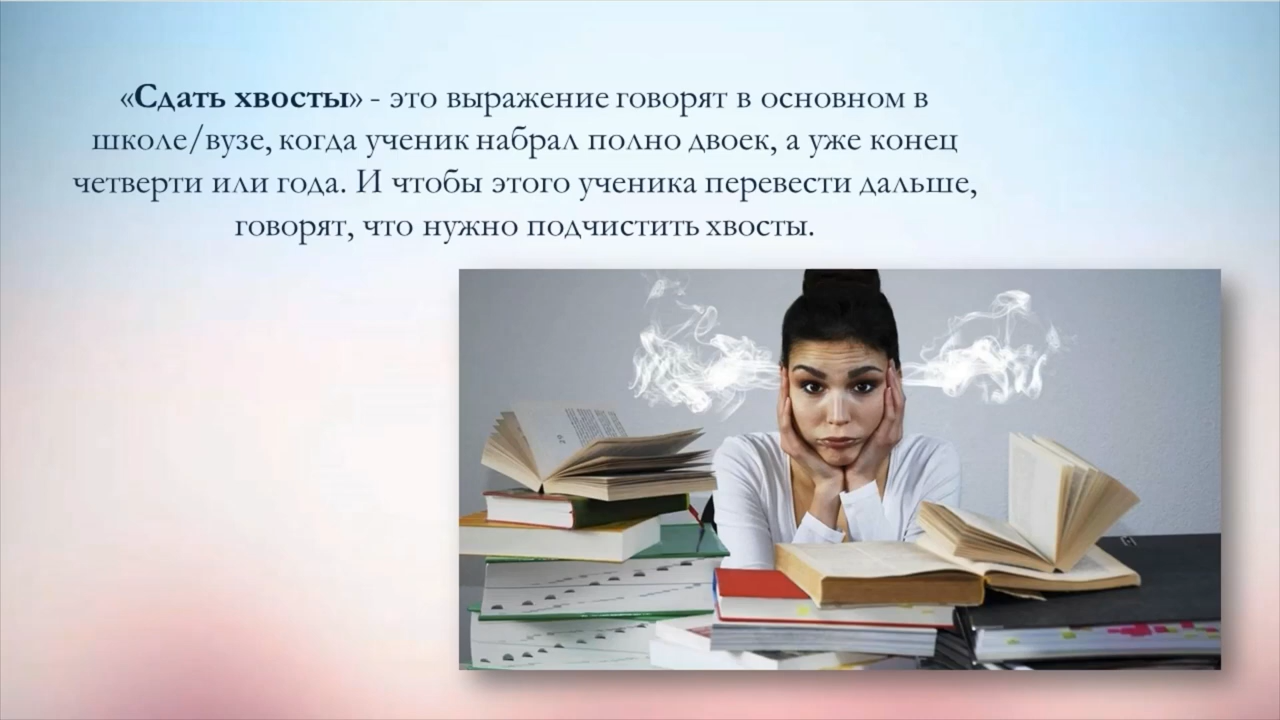 «Сдать хвосты» - это выражение говорят в основном в
школе/вузе, когда ученик набрал полно двоек, а уже конец
четверти или года. И чтобы этого ученика перевести дальше,
говорят, что нужно подчистить хвосты.